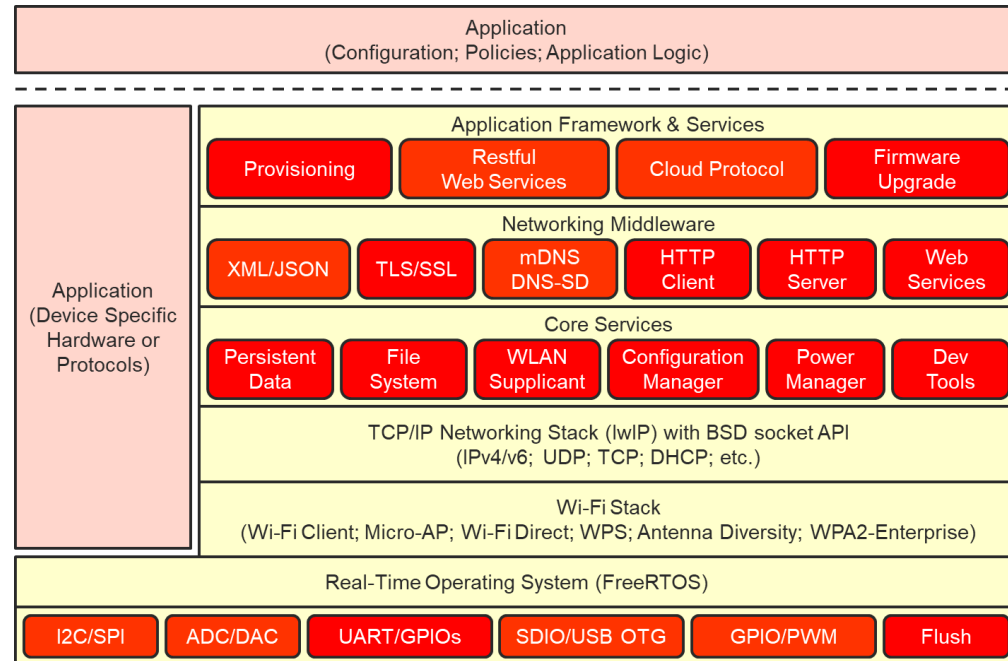 Application
(Configuration; Policies; Application Logic)
Application
(Device Specific
Hardware or
Protocols)
Application Framework & Services
Provisioning
Restful
Web Services
Cloud Protocol
Firmware
Upgrade
Networking Middleware
XML/JSON
TLS/SSL
mDNS
DNS-SD
HTTP
Client
HTTP
Server
Web
Services
Core Services
Persistent
Data
File
System
WLAN
Supplicant
Configuration
Manager
Power
Manager
Dev
Tools
TCP/IP Networking Stack (lwIP) with BSD socket API
(IPv4/v6; UDP; TCP; DHCP; etc.)
Wi-Fi Stack
(Wi-Fi Client; Micro-AP; Wi-Fi Direct; WPS; Antenna Diversity; WPA2-Enterprise)
Real-Time Operating System (FreeRTOS)
I2C/SPI
ADC/DAC
UART/GPIOs
SDIO/USB OTG
GPIO/PWM
Flush